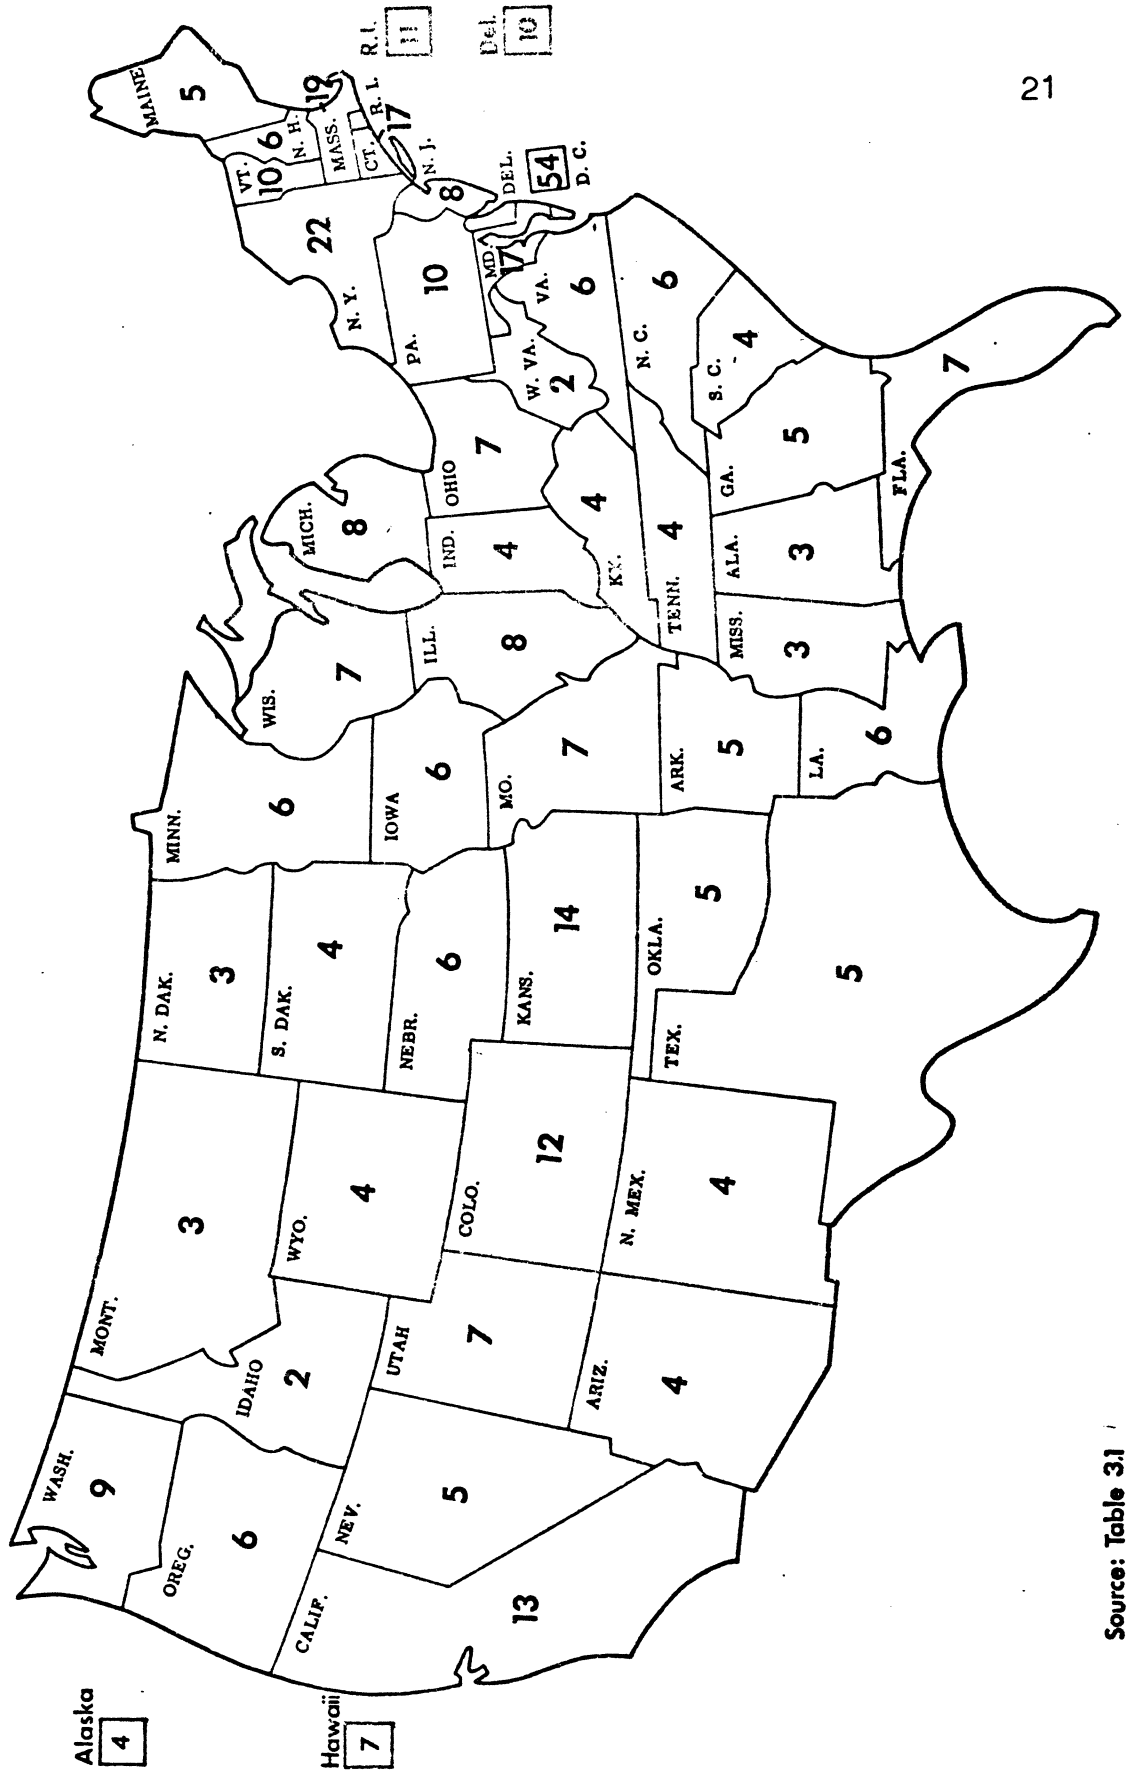 Alaska
4
Hawaii
7
WASH.
9
OREG.
6
CALIF.
13
NEV.
5
IDAHO
2
MONT.
3
WYO.
4
UTAH
7
ARIZ.
4
COLO.
12
N. MEX.
4
N. DAK.
3
S. DAK.
4
NEBR.
6
KANS.
14
OKLA.
5
TEX.
5
MINN.
6
IOWA
6
MO.
7
ARK.
5
LA.
6
WIS.
7
ILL.
8
MICH.
8
IND.
4
OHIO
7
KY.
4
TENN.
4
MISS.
3
ALA.
3
GA.
5
FLA.
7
S. C.
4
N. C.
6
VA.
6
W. VA.
2
MD.
17
DEL.
54
D. C.
PA.
10
N. J.
8
N. Y.
22
VT.
10
N. H.
6
MAINE
5
MASS.
19
CT.
17
R. I.
R.I.
11
Del.
10
Source: Table 3.1
21